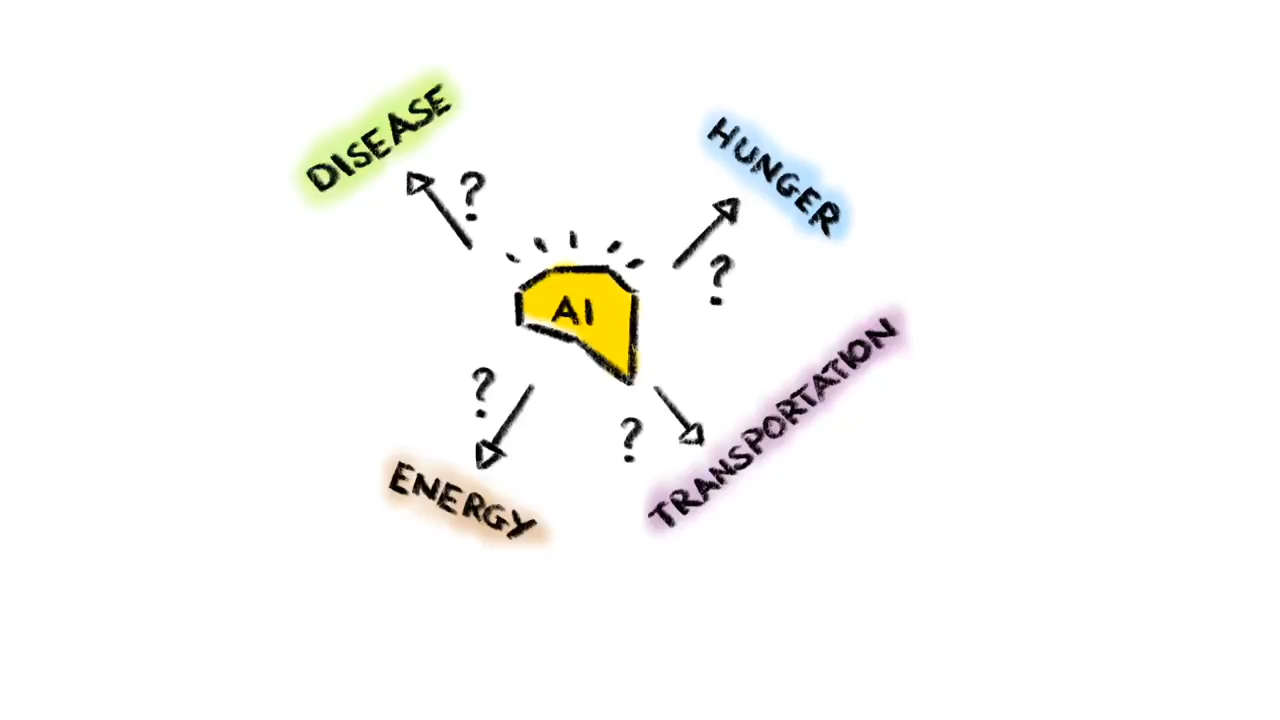 DISEASE
?
HUNGER
?
AI
?
ENERGY
?
TRANSPORTATION